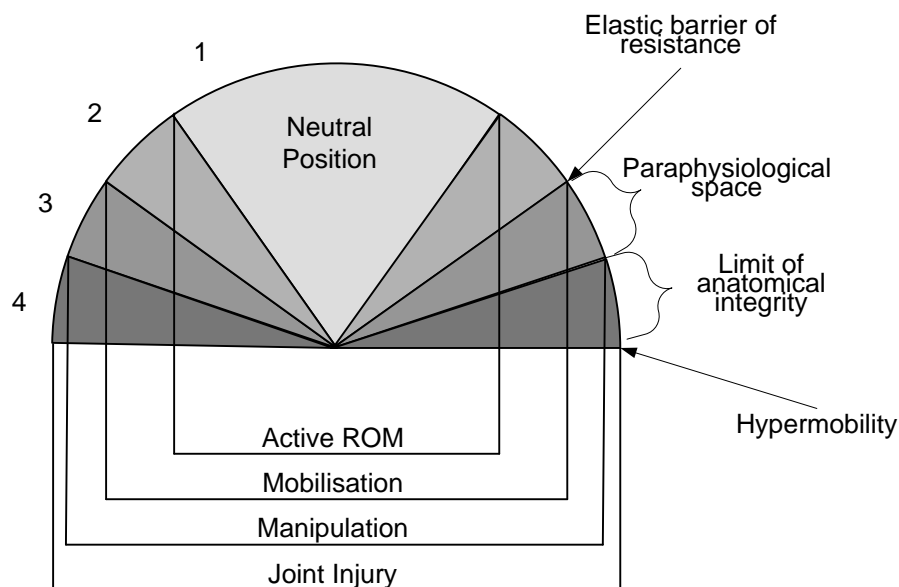 Elastic barrier of
resistance
1
2
Neutral
Position
Paraphysiological
space
3
Limit of
anatomical
integrity
4
Hypermobility
Active ROM
Mobilisation
Manipulation
Joint Injury